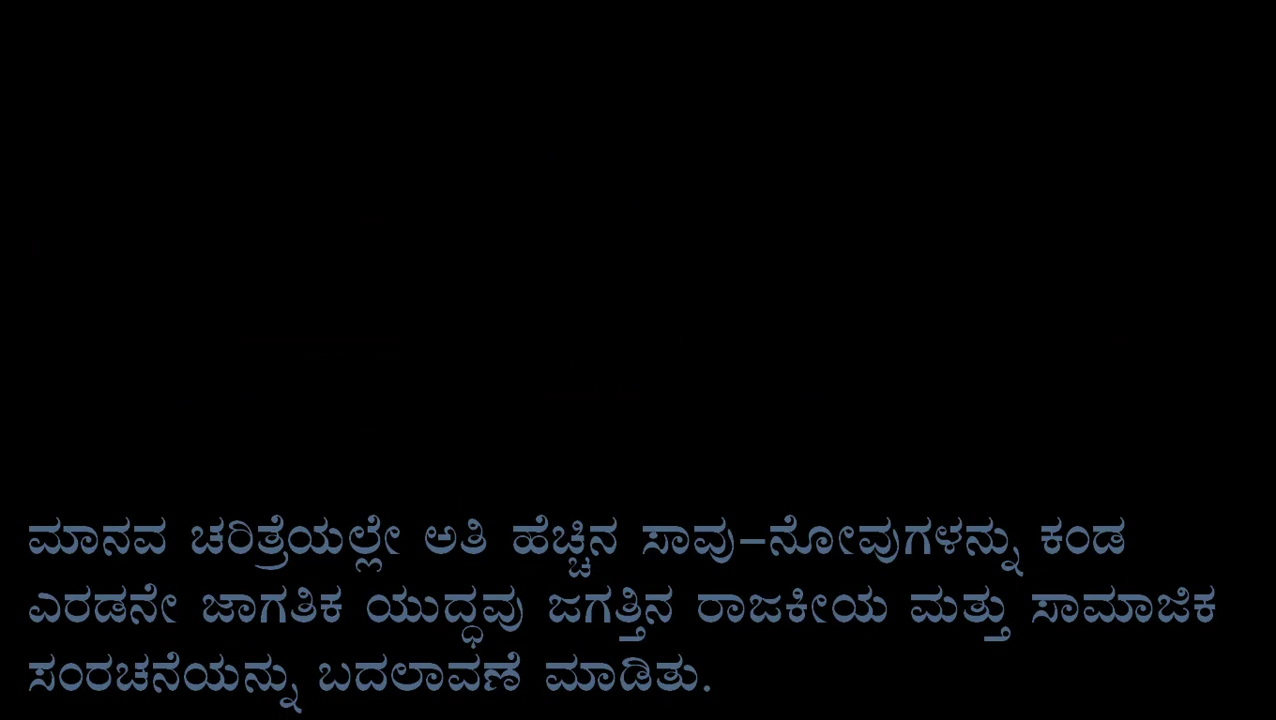 ಮಾನವ ಚರಿತ್ರೆಯಲ್ಲೇ ಅತಿ ಹೆಚ್ಚಿನ ಸಾವು-ನೋವುಗಳನ್ನು ಕಂಡ
ಎರಡನೇ ಜಾಗತಿಕ ಯುದ್ಧವು ಜಗತ್ತಿನ ರಾಜಕೀಯ ಮತ್ತು ಸಾಮಾಜಿಕ
ಸಂರಚನೆಯನ್ನು ಬದಲಾವಣೆ ಮಾಡಿತು.